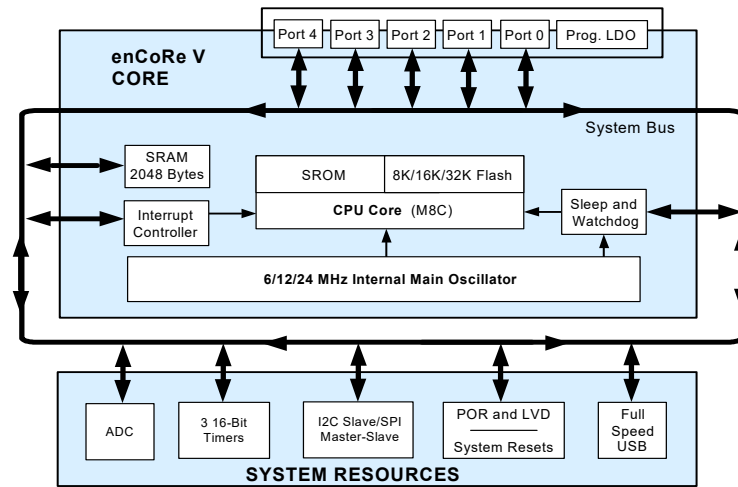 Port 4 Port 3 Port 2 Port 1 Port 0 Prog. LDO
enCoRe V
CORE
System Bus
SRAM
2048 Bytes
SROM 8K/16K/32K Flash
CPU Core (M8C)
Interrupt
Controller
Sleep and
Watchdog
6/12/24 MHz Internal Main Oscillator
ADC
3 16-Bit
Timers
I2C Slave/SPI
Master-Slave
POR and LVD
System Resets
Full
Speed
USB
SYSTEM RESOURCES